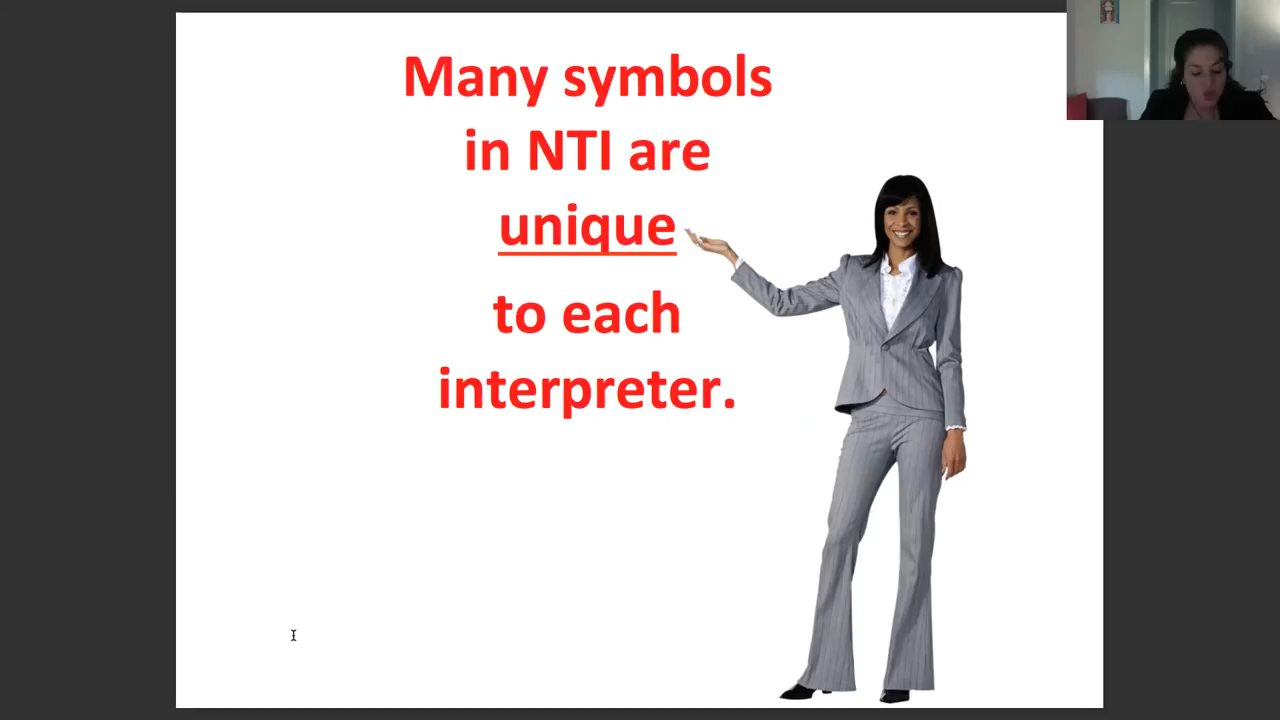 Many symbols
in NTI are
unique
to each
interpreter.